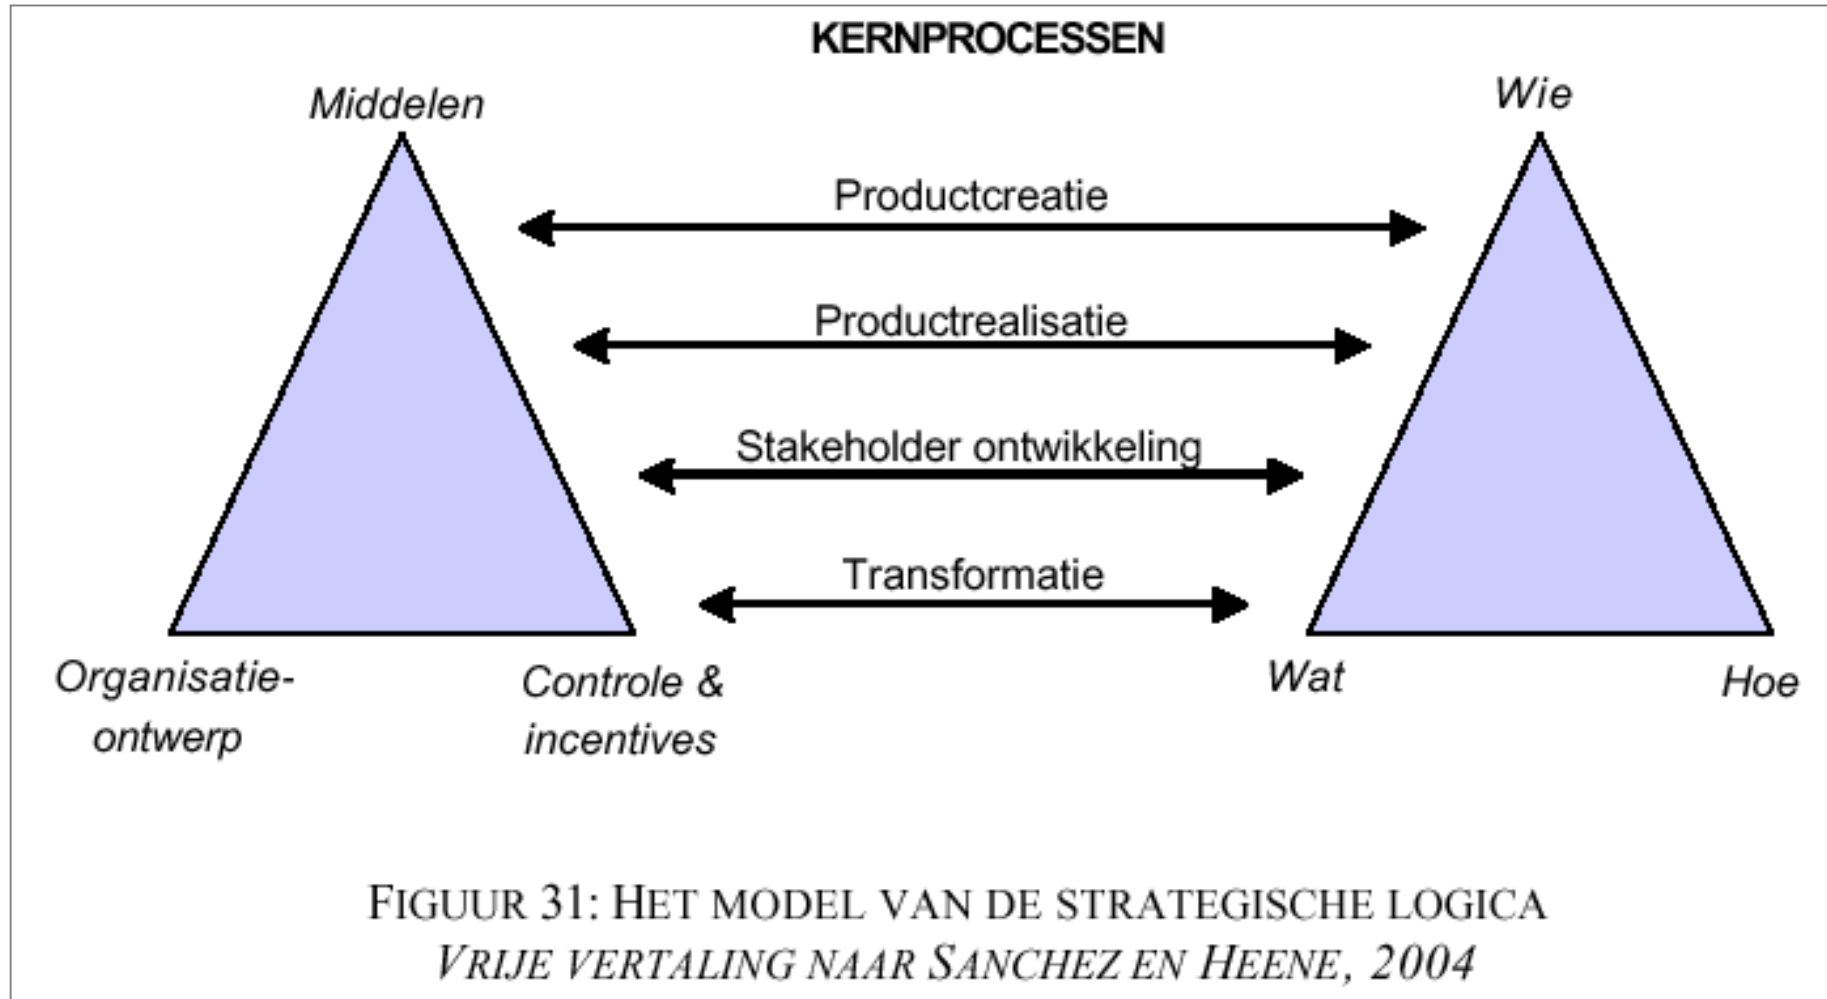 KERNPROCESSEN
Middelen
Wie
Productcreatie
Productrealisatie
Stakeholder ontwikkeling
Transformatie
Organisatie-
ontwerp
Controle &
incentives
Wat
Hoe
FIGUUR 31: HET MODEL VAN DE STRATEGISCHE LOGICA
VRIJE VERTALING NAAR SANCHEZ EN HEENE, 2004